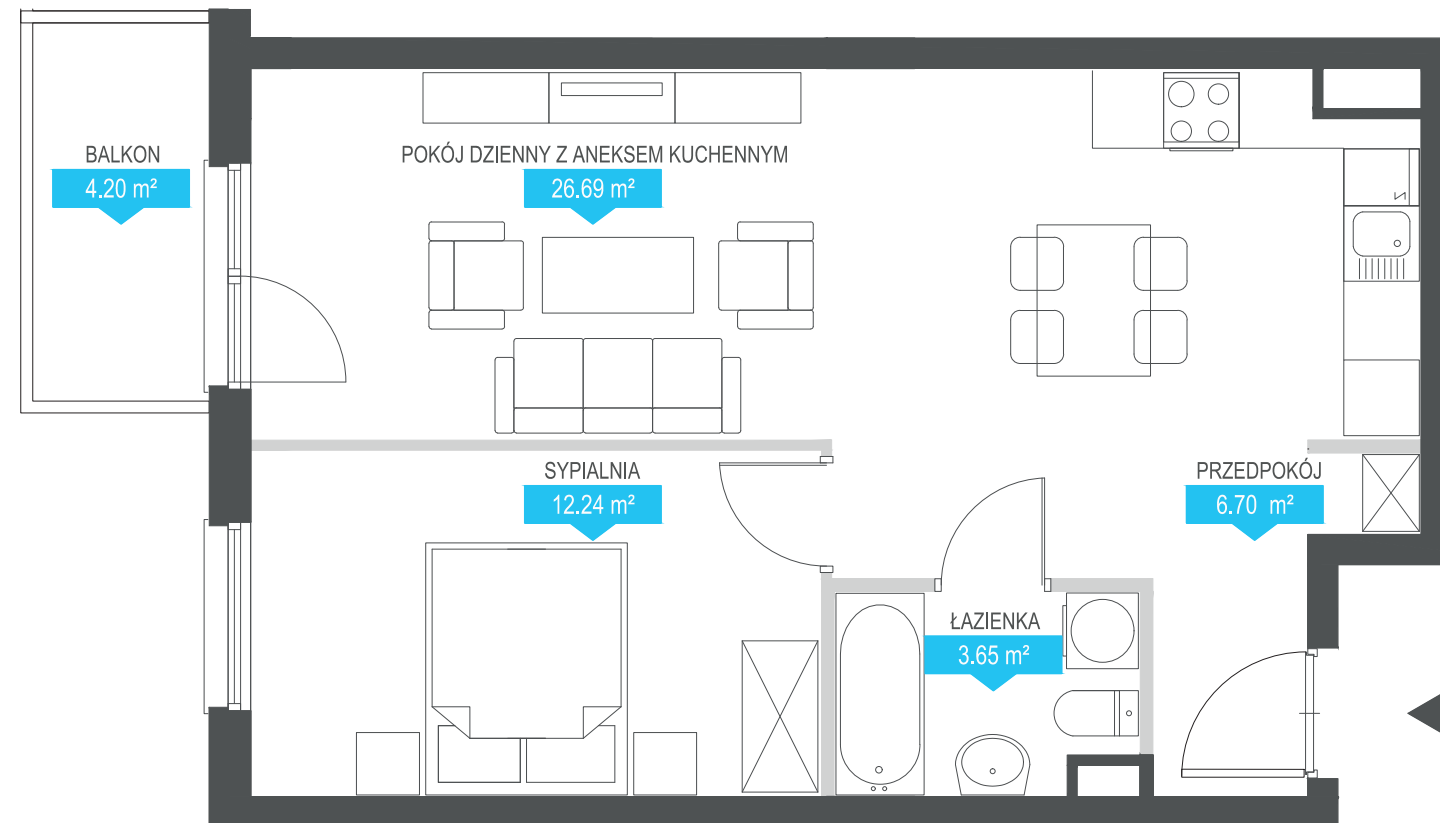 BALKON
4.20 m²
POKÓJ DZIENNY Z ANEKSEM KUCHENNYM
26.69 m²
SYPIALNIA
12.24 m²
PRZEDPOKÓJ
6.70 m²
ŁAZIENKA
3.65 m²